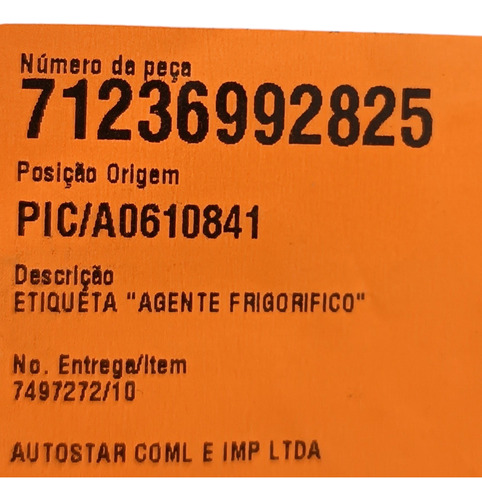 Número da peça
71236992825
Posição Origem
PIC/A0610841
Descrição
ETIQUETA "AGENTE FRIGORIFICO"
No. Entrega/Item
7497272/10
AUTOSTAR COML E IMP LTDA